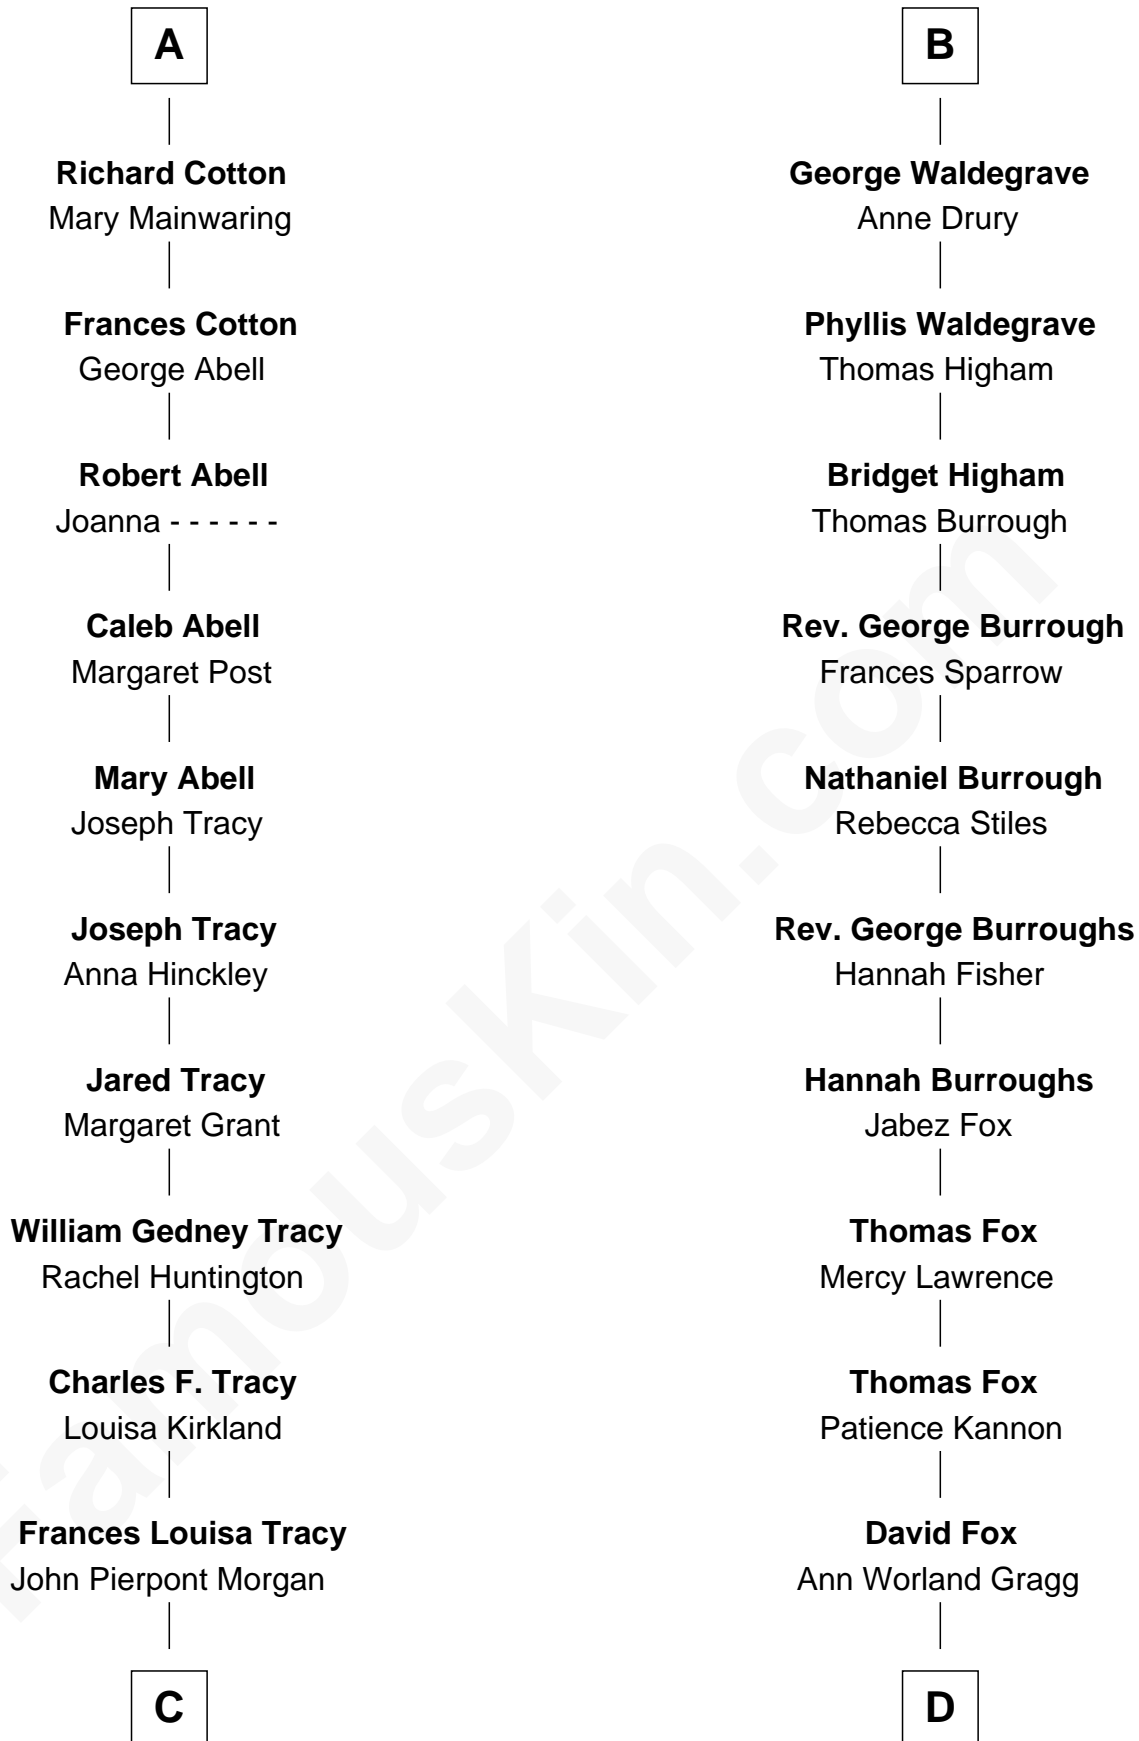 A
Richard Cotton
Mary Mainwaring
Frances Cotton
George Abell
Robert Abell
Joanna - - - - - -
Caleb Abell
Margaret Post
Mary Abell
Joseph Tracy
Joseph Tracy
Anna Hinckley
Jared Tracy
Margaret Grant
William Gedney Tracy
Rachel Huntington
Charles F. Tracy
Louisa Kirkland
Frances Louisa Tracy
John Pierpont Morgan
C
B
George Waldegrave
Anne Drury
Phyllis Waldegrave
Thomas Higham
Bridget Higham
Thomas Burrough
Rev. George Burrough
Frances Sparrow
Nathaniel Burrough
Rebecca Stiles
Rev. George Burroughs
Hannah Fisher
Hannah Burroughs
Jabez Fox
Thomas Fox
Mercy Lawrence
Thomas Fox
Patience Kannon
David Fox
Ann Worland Gragg
D
FamousKin.com